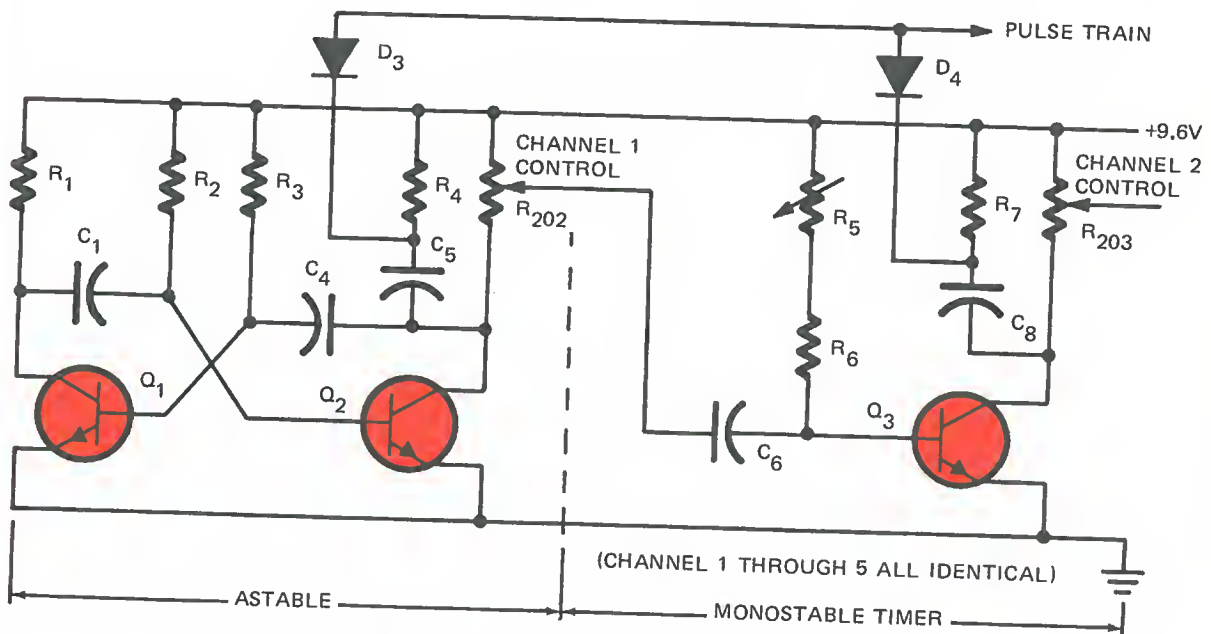 PULSE TRAIN
D3
D4
+9.6V
CHANNEL 1
CONTROL
CHANNEL 2
CONTROL
R1
R2
R3
R4
R202
R5
R7
R203
C1
C4
C5
C8
R6
Q1
Q2
Q3
C6
(CHANNEL 1 THROUGH 5 ALL IDENTICAL)
ASTABLE
MONOSTABLE TIMER